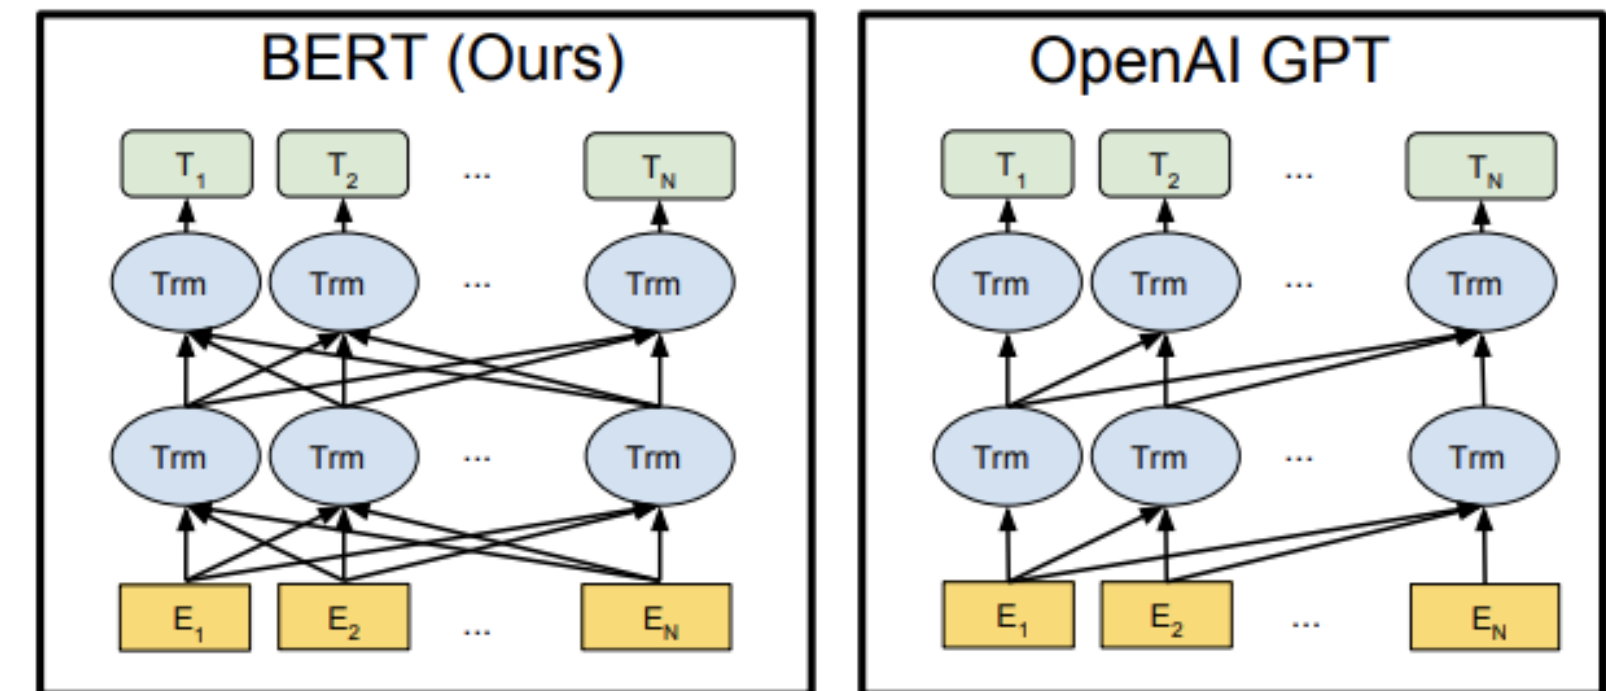 BERT (Ours)
T1 T2 ... TN
Trm Trm ... Trm
Trm Trm ... Trm
E1 E2 ... EN
OpenAI GPT
T1 T2 ... TN
Trm Trm ... Trm
Trm Trm ... Trm
E1 E2 ... EN